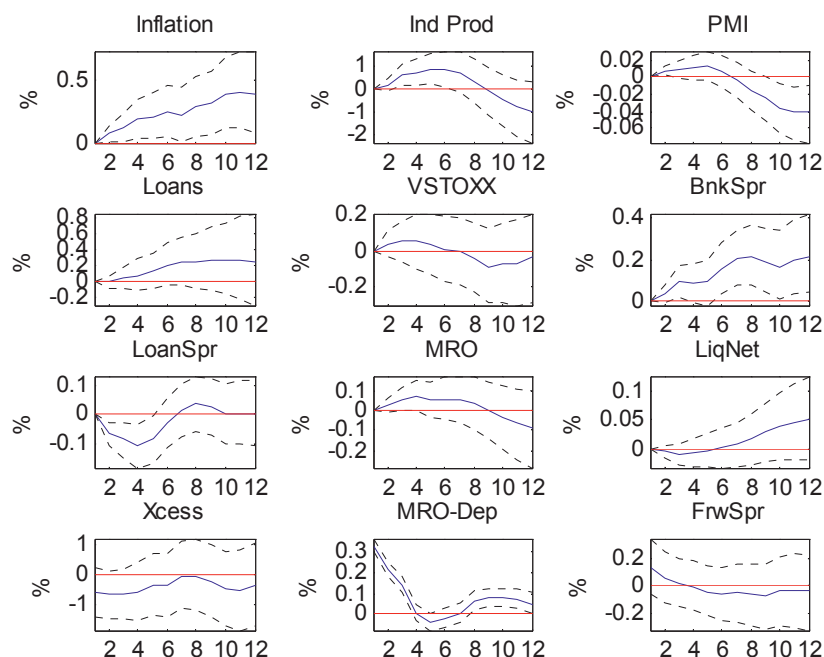 Inflation Ind Prod PMI
% 0.5 0
1 0 -1 -2
0.02 0 -0.02 -0.04 -0.06
2 4 6 8 10 12 2 4 6 8 10 12 2 4 6 8 10 12
Loans VSTOXX BnkSpr
% 0.8 0.6 0.4 0.2 0 -0.2
0.2 0 -0.2
% 0.4 0.2 0
2 4 6 8 10 12 2 4 6 8 10 12 2 4 6 8 10 12
LoanSpr MRO LiqNet
% 0.1 0 -0.1
0.2 0.1 0 -0.1 -0.2
% 0.1 0.05 0
2 4 6 8 10 12 2 4 6 8 10 12 2 4 6 8 10 12
Xcess MRO-Dep FrwSpr
% 1 0 -1
0.3 0.2 0.1 0
% 0.2 0 -0.2
2 4 6 8 10 12 2 4 6 8 10 12 2 4 6 8 10 12